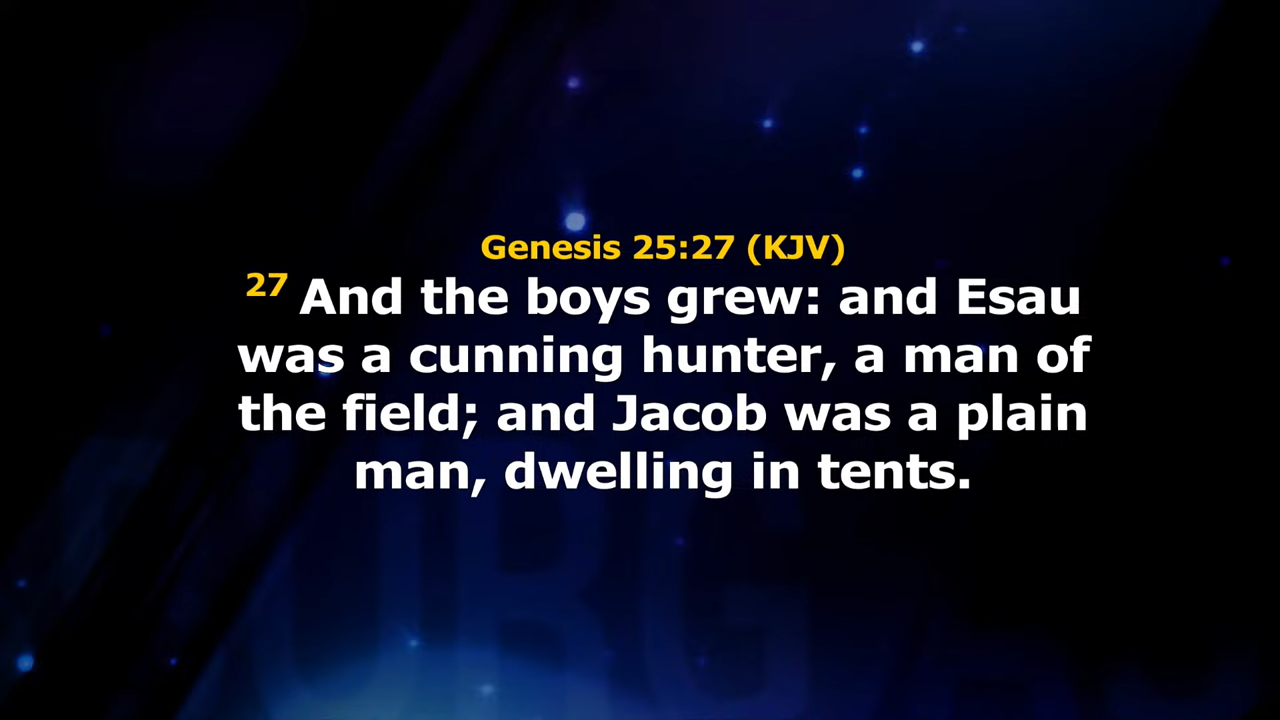 Genesis 25:27 (KJV)
27 And the boys grew: and Esau
was a cunning hunter, a man of
the field; and Jacob was a plain
man, dwelling in tents.